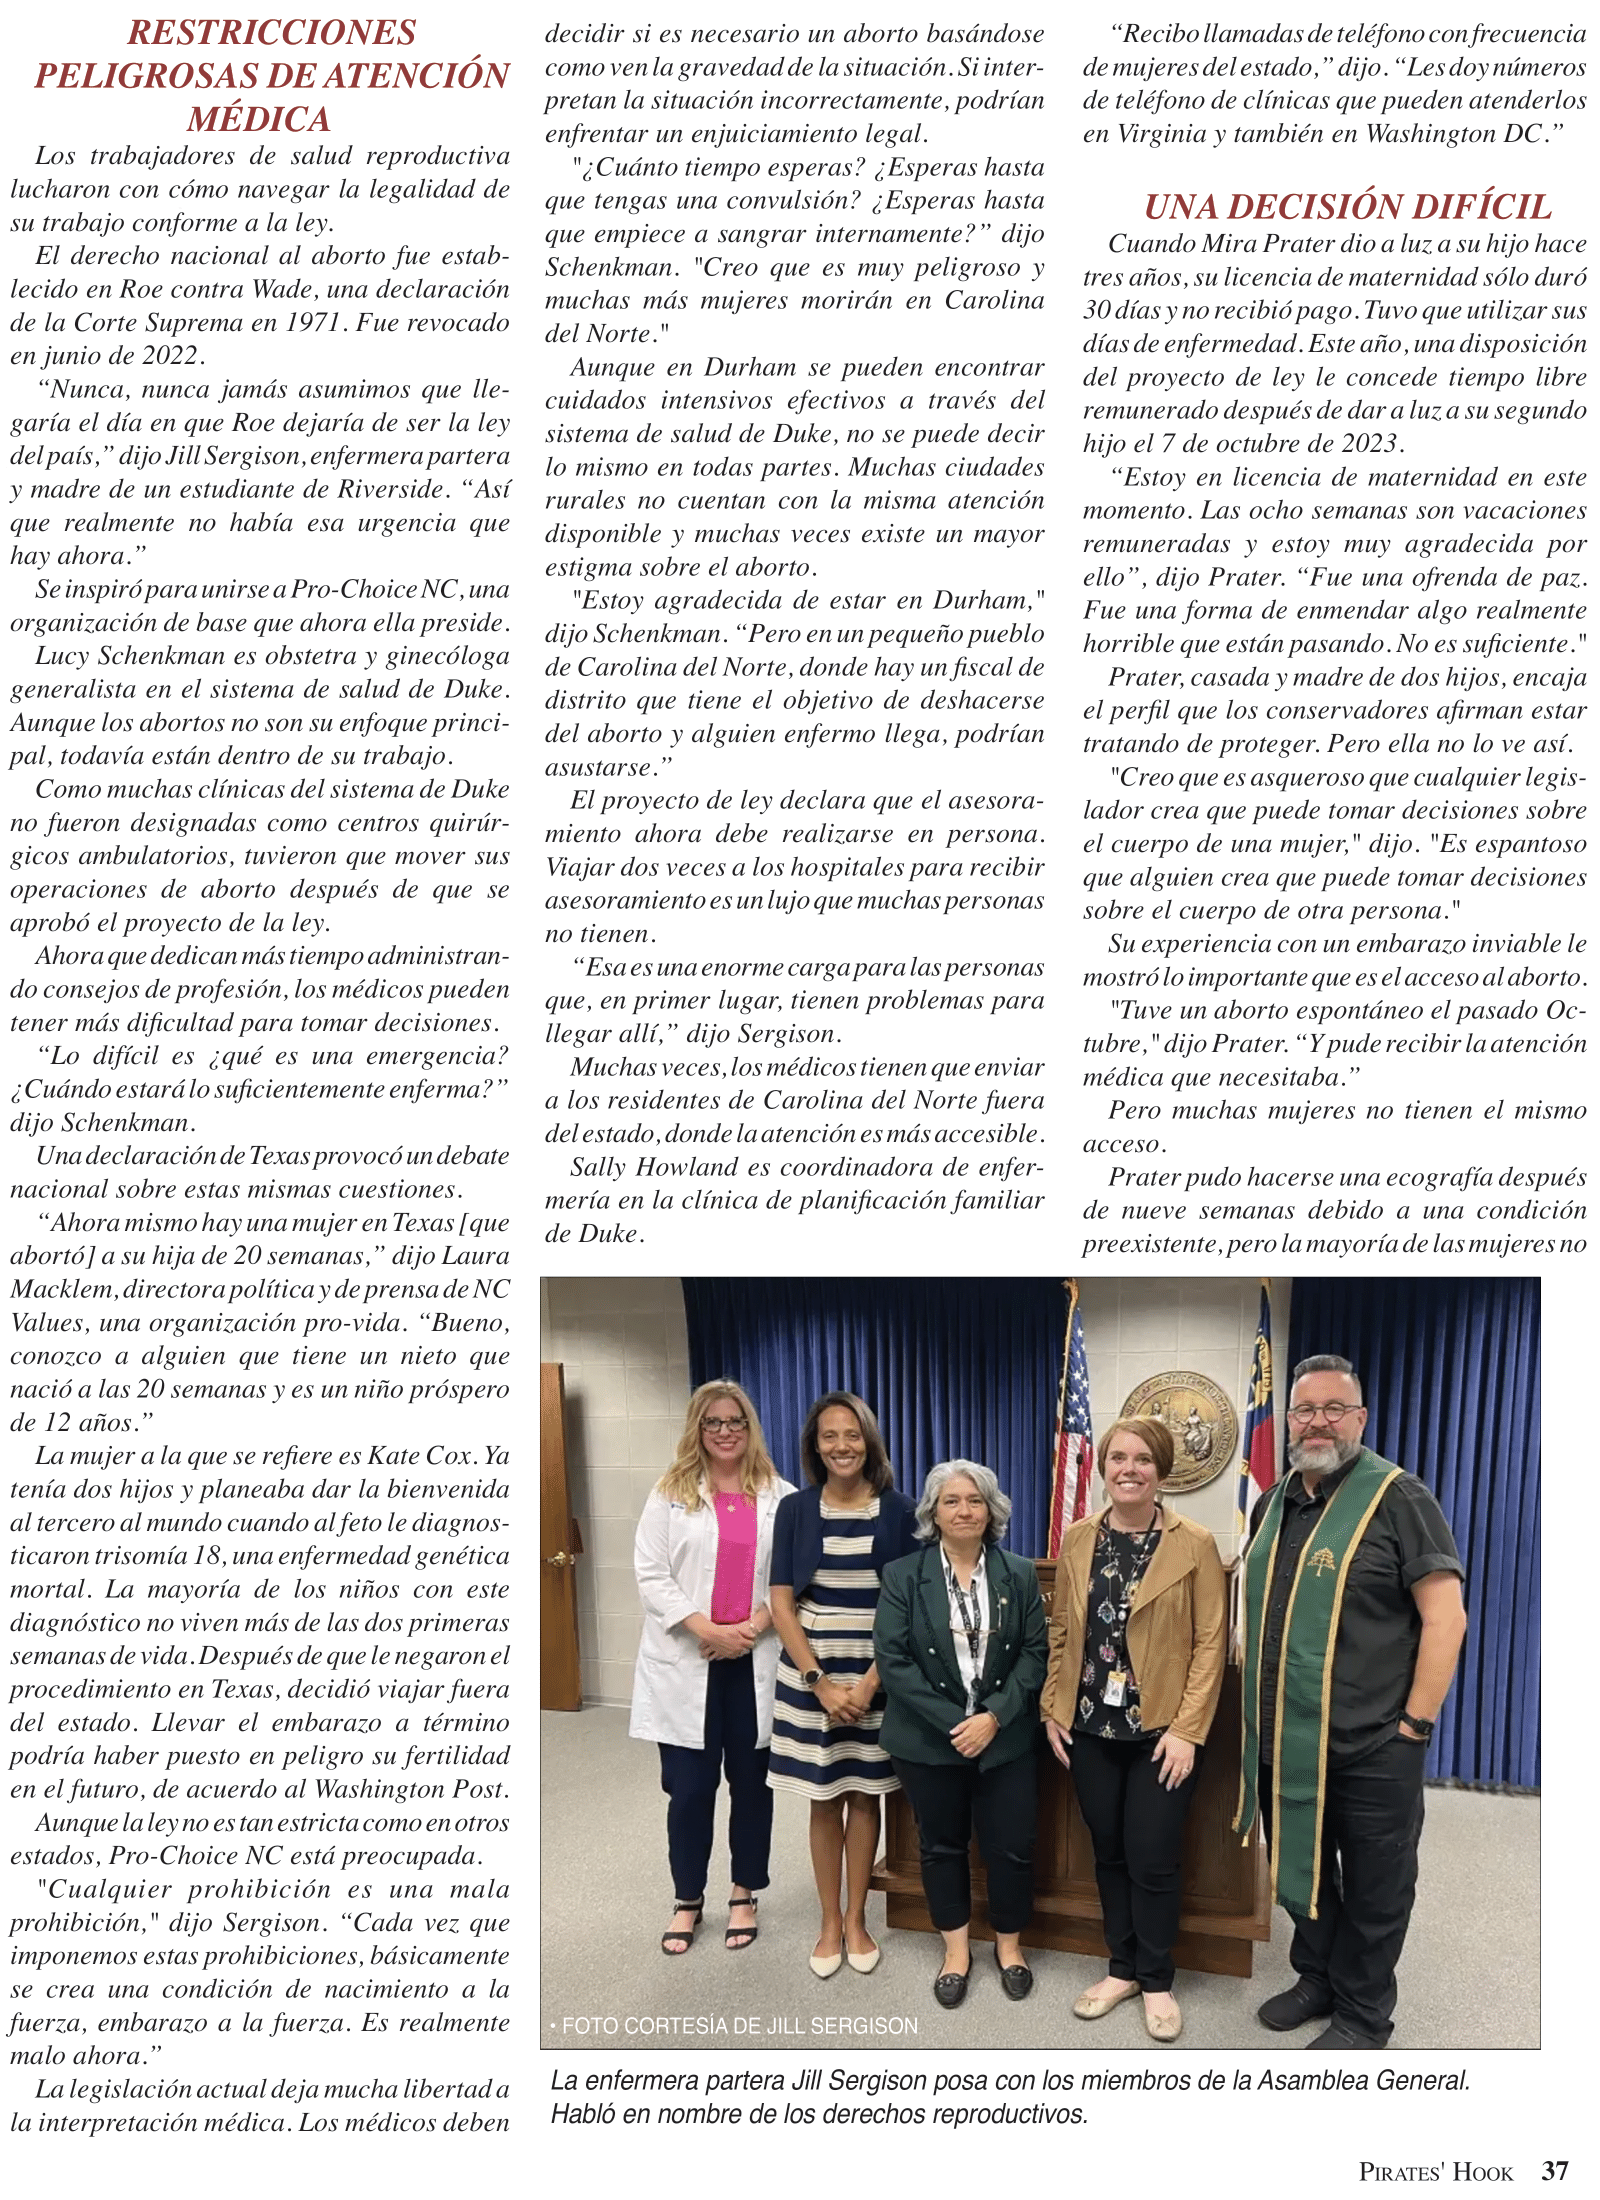 RESTRICCIONES
PELIGROSAS DE ATENCIÓN
MÉDICA
Los trabajadores de salud reproductiva
lucharon con cómo navegar la legalidad de
su trabajo conforme a la ley.
El derecho nacional al aborto fue estab-
lecido en Roe contra Wade, una declaración
de la Corte Suprema en 1971. Fue revocado
en junio de 2022.
“Nunca, nunca jamás asumimos que lle-
garía el día en que Roe dejaría de ser la ley
del país,” dijo Jill Sergison, enfermera partera
y madre de un estudiante de Riverside. “Así
que realmente no había esa urgencia que
hay ahora.”
Se inspiró para unirse a Pro-Choice NC, una
organización de base que ahora ella preside.
Lucy Schenkman es obstetra y ginecóloga
generalista en el sistema de salud de Duke.
Aunque los abortos no son su enfoque princi-
pal, todavía están dentro de su trabajo.
Como muchas clínicas del sistema de Duke
no fueron designadas como centros quirúr-
gicos ambulatorios, tuvieron que mover sus
operaciones de aborto después de que se
aprobó el proyecto de la ley.
Ahora que dedican más tiempo administran-
do consejos de profesión, los médicos pueden
tener más dificultad para tomar decisiones.
“Lo difícil es ¿qué es una emergencia?
¿Cuándo estará lo suficientemente enferma?”
dijo Schenkman.
Una declaración de Texas provocó un debate
nacional sobre estas mismas cuestiones.
“Ahora mismo hay una mujer en Texas [que
abortó] a su hija de 20 semanas,” dijo Laura
Macklem, directora política y de prensa de NC
Values, una organización pro-vida. “Bueno,
conozco a alguien que tiene un nieto que
nació a las 20 semanas y es un niño próspero
de 12 años.”
La mujer a la que se refiere es Kate Cox. Ya
tenía dos hijos y planeaba dar la bienvenida
al tercero al mundo cuando al feto le diagnos-
ticaron trisomía 18, una enfermedad genética
mortal. La mayoría de los niños con este
diagnóstico no viven más de las dos primeras
semanas de vida. Después de que le negaron el
procedimiento en Texas, decidió viajar fuera
del estado. Llevar el embarazo a término
podría haber puesto en peligro su fertilidad
en el futuro, de acuerdo al Washington Post.
Aunque la ley no es tan estricta como en otros
estados, Pro-Choice NC está preocupada.
"Cualquier prohibición es una mala
prohibición," dijo Sergison. “Cada vez que
imponemos estas prohibiciones, básicamente
se crea una condición de nacimiento a la
fuerza, embarazo a la fuerza. Es realmente
malo ahora.”
La legislación actual deja mucha libertad a
la interpretación médica. Los médicos deben
decidir si es necesario un aborto basándose
como ven la gravedad de la situación. Si inter-
pretan la situación incorrectamente, podrían
enfrentar un enjuiciamiento legal.
"¿Cuánto tiempo esperas? ¿Esperas hasta
que tengas una convulsión? ¿Esperas hasta
que empiece a sangrar internamente?” dijo
Schenkman. "Creo que es muy peligroso y
muchas más mujeres morirán en Carolina
del Norte."
Aunque en Durham se pueden encontrar
cuidados intensivos efectivos a través del
sistema de salud de Duke, no se puede decir
lo mismo en todas partes. Muchas ciudades
rurales no cuentan con la misma atención
disponible y muchas veces existe un mayor
estigma sobre el aborto.
"Estoy agradecida de estar en Durham,"
dijo Schenkman. “Pero en un pequeño pueblo
de Carolina del Norte, donde hay un fiscal de
distrito que tiene el objetivo de deshacerse
del aborto y alguien enfermo llega, podrían
asustarse.”
El proyecto de ley declara que el asesora-
miento ahora debe realizarse en persona.
Viajar dos veces a los hospitales para recibir
asesoramiento es un lujo que muchas personas
no tienen.
“Esa es una enorme carga para las personas
que, en primer lugar, tienen problemas para
llegar allí,” dijo Sergison.
Muchas veces, los médicos tienen que enviar
a los residentes de Carolina del Norte fuera
del estado, donde la atención es más accesible.
Sally Howland es coordinadora de enfer-
mería en la clínica de planificación familiar
de Duke.
“Recibo llamadas de teléfono con frecuencia
de mujeres del estado,” dijo. “Les doy números
de teléfono de clínicas que pueden atenderlos
en Virginia y también en Washington DC.”
UNA DECISIÓN DIFÍCIL
Cuando Mira Prater dio a luz a su hijo hace
tres años, su licencia de maternidad sólo duró
30 días y no recibió pago. Tuvo que utilizar sus
días de enfermedad. Este año, una disposición
del proyecto de ley le concede tiempo libre
remunerado después de dar a luz a su segundo
hijo el 7 de octubre de 2023.
“Estoy en licencia de maternidad en este
momento. Las ocho semanas son vacaciones
remuneradas y estoy muy agradecida por
ello”, dijo Prater. “Fue una ofrenda de paz.
Fue una forma de enmendar algo realmente
horrible que están pasando. No es suficiente."
Prater, casada y madre de dos hijos, encaja
el perfil que los conservadores afirman estar
tratando de proteger. Pero ella no lo ve así.
"Creo que es asqueroso que cualquier legis-
lador crea que puede tomar decisiones sobre
el cuerpo de una mujer," dijo. "Es espantoso
que alguien crea que puede tomar decisiones
sobre el cuerpo de otra persona."
Su experiencia con un embarazo inviable le
mostró lo importante que es el acceso al aborto.
"Tuve un aborto espontáneo el pasado Oc-
tubre," dijo Prater. “Y pude recibir la atención
médica que necesitaba.”
Pero muchas mujeres no tienen el mismo
acceso.
Prater pudo hacerse una ecografía después
de nueve semanas debido a una condición
preexistente, pero la mayoría de las mujeres no
• FOTO CORTESÍA DE JILL SERGISON
La enfermera partera Jill Sergison posa con los miembros de la Asamblea General.
Habló en nombre de los derechos reproductivos.
PIRATES' HOOK 37